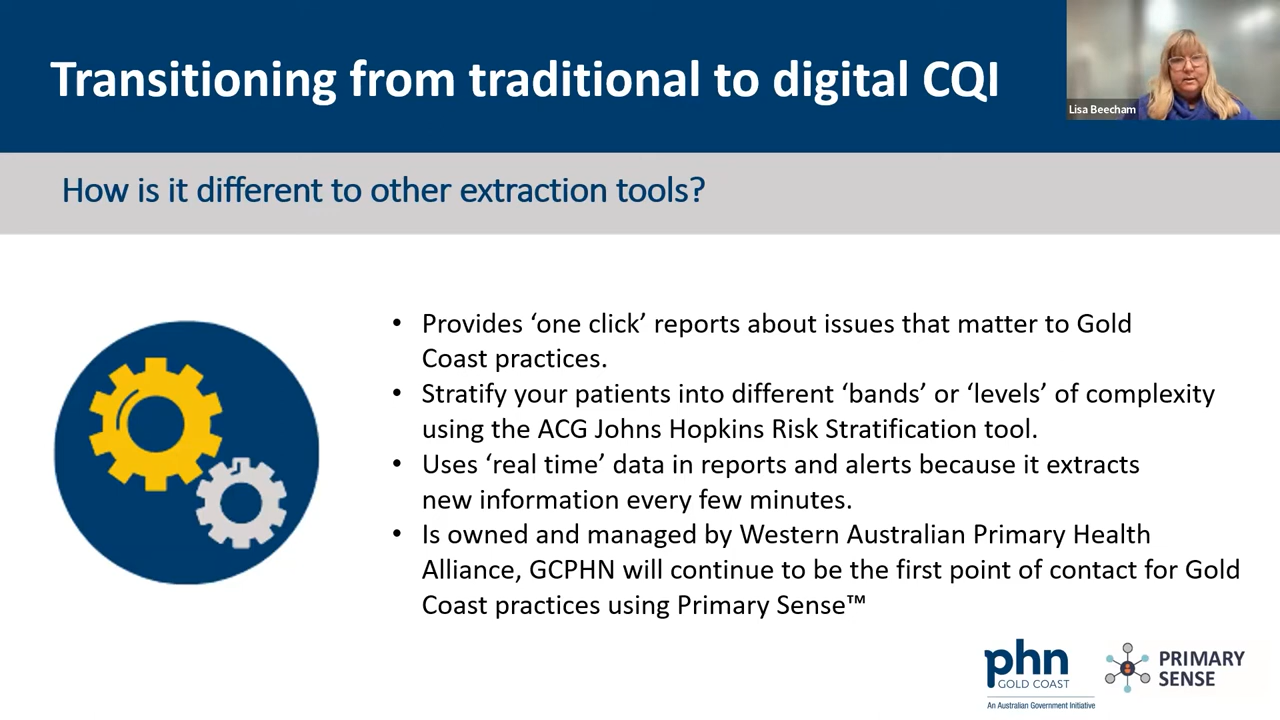 Transitioning from traditional to digital CQI
Lisa Beecham
How is it different to other extraction tools?
• Provides ‘one click’ reports about issues that matter to Gold
Coast practices.
• Stratify your patients into different ‘bands’ or ‘levels’ of complexity
using the ACG Johns Hopkins Risk Stratification tool.
• Uses ‘real time’ data in reports and alerts because it extracts
new information every few minutes.
• Is owned and managed by Western Australian Primary Health
Alliance, GCPHN will continue to be the first point of contact for Gold
Coast practices using Primary Sense™
phn
GOLD COAST
An Australian Government Initiative
PRIMARY
SENSE